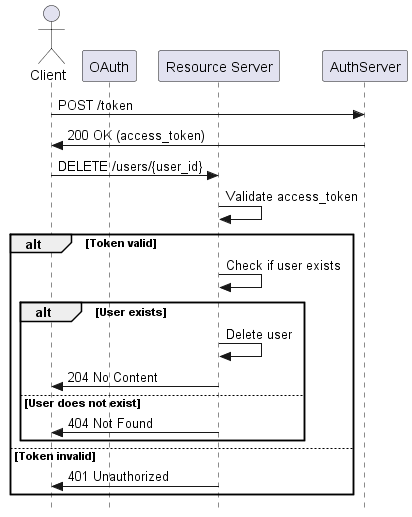 Client
OAuth
Resource Server
AuthServer
POST /token
200 OK (access_token)
DELETE /users/{user_id}
Validate access_token
alt
[Token valid]
Check if user exists
alt
[User exists]
Delete user
204 No Content
[User does not exist]
404 Not Found
[Token invalid]
401 Unauthorized